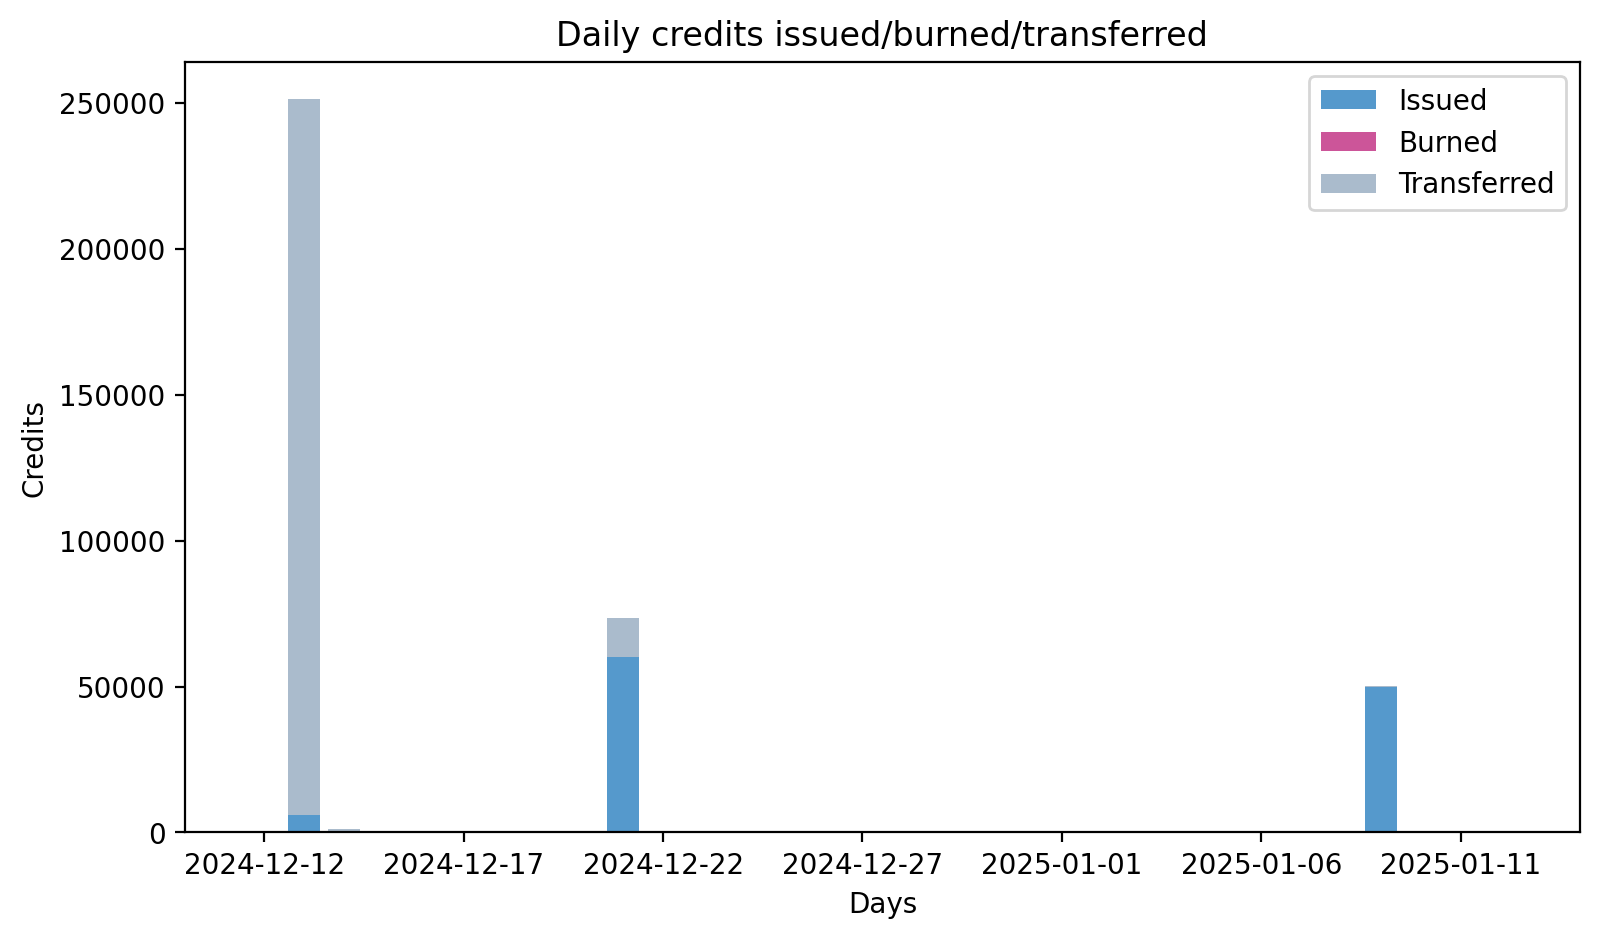 Daily credits issued/burned/transferred
Issued
Burned
Transferred
250000
200000
150000
100000
50000
0
Credits
2024-12-12 2024-12-17 2024-12-22 2024-12-27 2025-01-01 2025-01-06 2025-01-11
Days